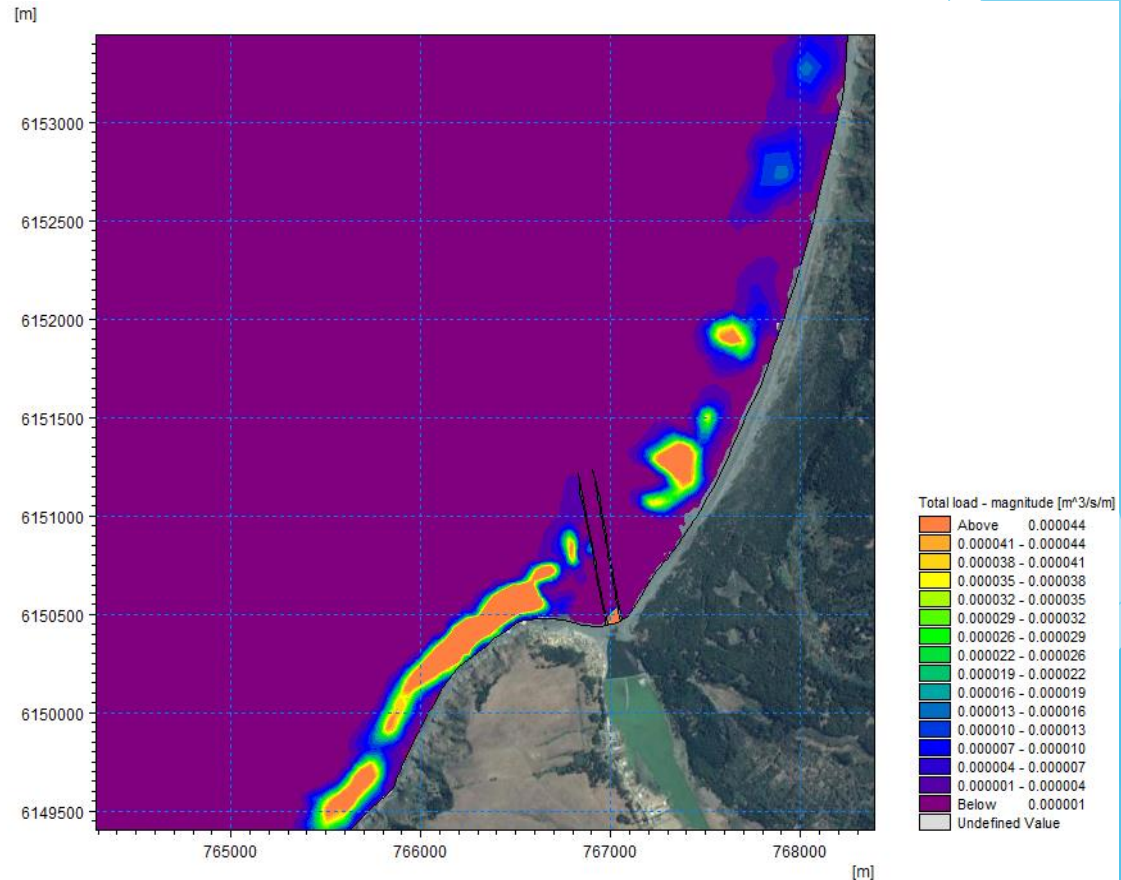 [m]
6153000
6152500
6152000
6151500
6151000
6150500
6150000
6149500
765000 766000 767000 768000
[m]
Total load - magnitude [m^3/s/m]
Above 0.000044
0.000041 - 0.000044
0.000038 - 0.000041
0.000035 - 0.000038
0.000032 - 0.000035
0.000029 - 0.000032
0.000026 - 0.000029
0.000022 - 0.000026
0.000019 - 0.000022
0.000016 - 0.000019
0.000013 - 0.000016
0.000010 - 0.000013
0.000007 - 0.000010
0.000004 - 0.000007
0.000001 - 0.000004
Below 0.000001
Undefined Value